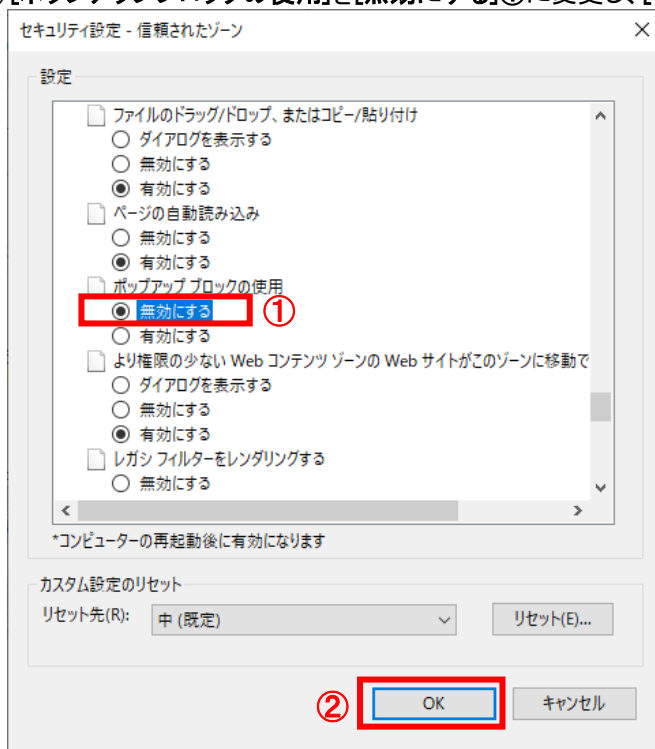 セキュリティ設定 - 信頼されたゾーン
設定
ファイルのドラッグ/ドロップ、またはコピー/貼り付け
ダイアログを表示する
無効にする
有効にする
ページの自動読み込み
無効にする
有効にする
ポップアップ ブロックの使用
無効にする ①
有効にする
より権限の少ない Web コンテンツ ゾーンの Web サイトがこのゾーンに移動で
ダイアログを表示する
無効にする
有効にする
レガシ フィルターをレンダリングする
無効にする
*コンピューターの再起動後に有効になります
カスタム設定のリセット
リセット先(R): 中 (既定) リセット(E)...
② OK キャンセル